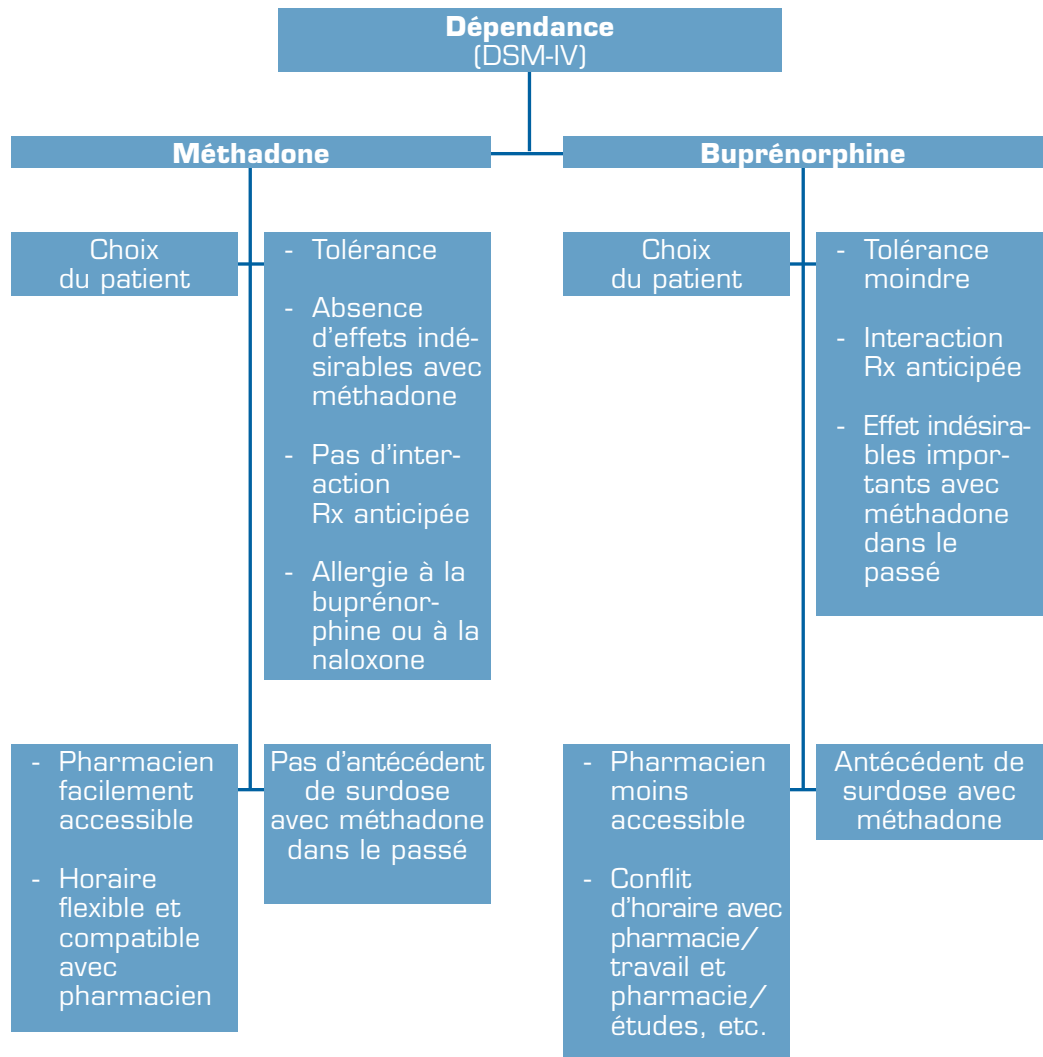 Dépendance
(DSM-IV)
Méthadone
Choix
du patient
- Tolérance
- Absence
d'effets indé-
sirables avec
méthadone
- Pas d'inter-
action
Rx anticipée
- Allergie à la
buprénor-
phine ou à la
naloxone
- Pharmacien
facilement
accessible
- Horaire
flexible et
compatible
avec
pharmacien
Pas d'antécédent
de surdose
avec méthadone
dans le passé
Buprénorphine
Choix
du patient
- Tolérance
moindre
- Interaction
Rx anticipée
- Effet indésira-
bles impor-
tants avec
méthadone
dans le
passé
- Pharmacien
moins
accessible
- Conflit
d'horaire avec
pharmacie/
travail et
pharmacie/
études, etc.
Antécédent de
surdose avec
méthadone